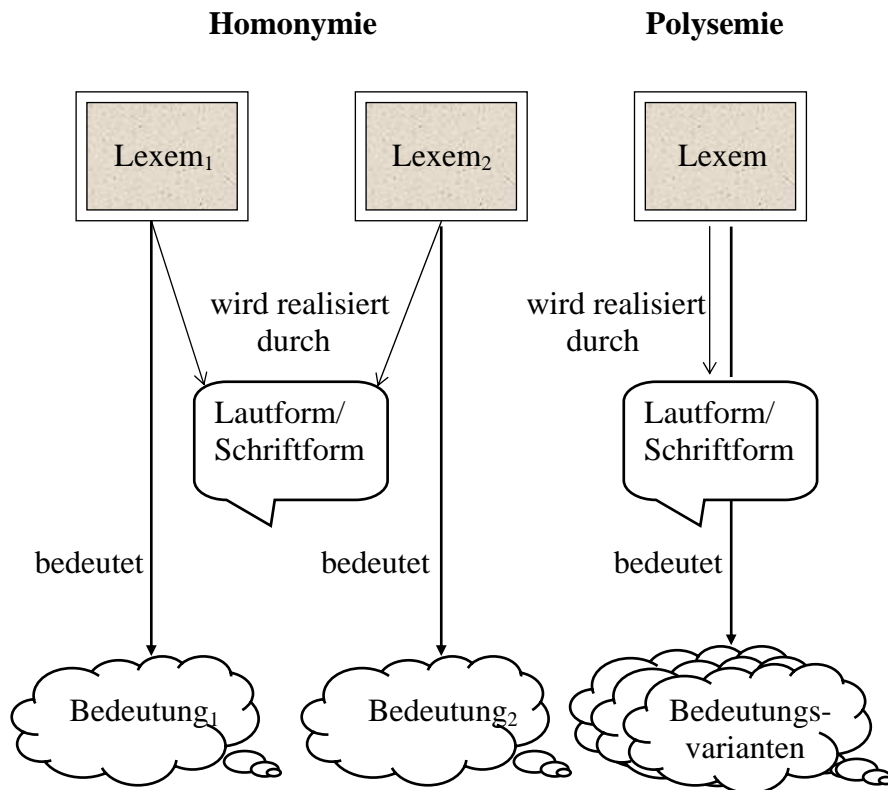 Homonymie
Polysemie
Lexem₁
Lexem₂
Lexem
wird realisiert
durch
wird realisiert
durch
Lautform/
Schriftform
Lautform/
Schriftform
bedeutet
bedeutet
bedeutet
Bedeutung₁
Bedeutung₂
Bedeutungs-
varianten